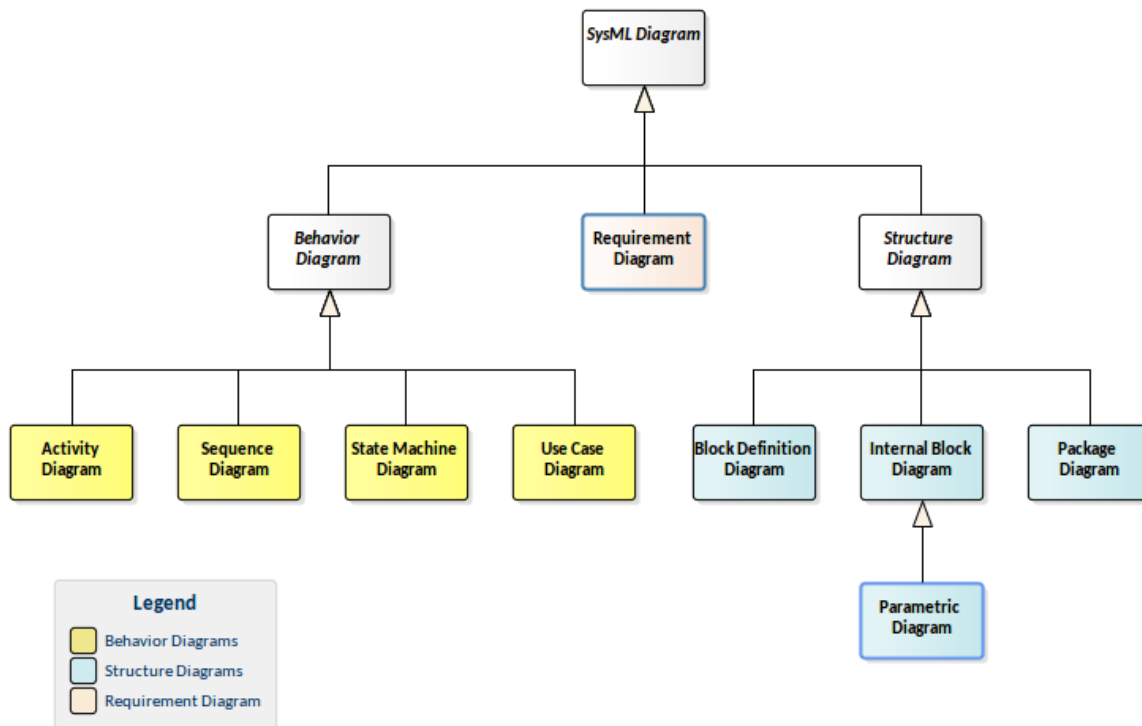 SysML Diagram
Behavior
Diagram
Requirement
Diagram
Structure
Diagram
Activity
Diagram
Sequence
Diagram
State Machine
Diagram
Use Case
Diagram
Block Definition
Diagram
Internal Block
Diagram
Package
Diagram
Parametric
Diagram
Legend
Behavior Diagrams
Structure Diagrams
Requirement Diagram